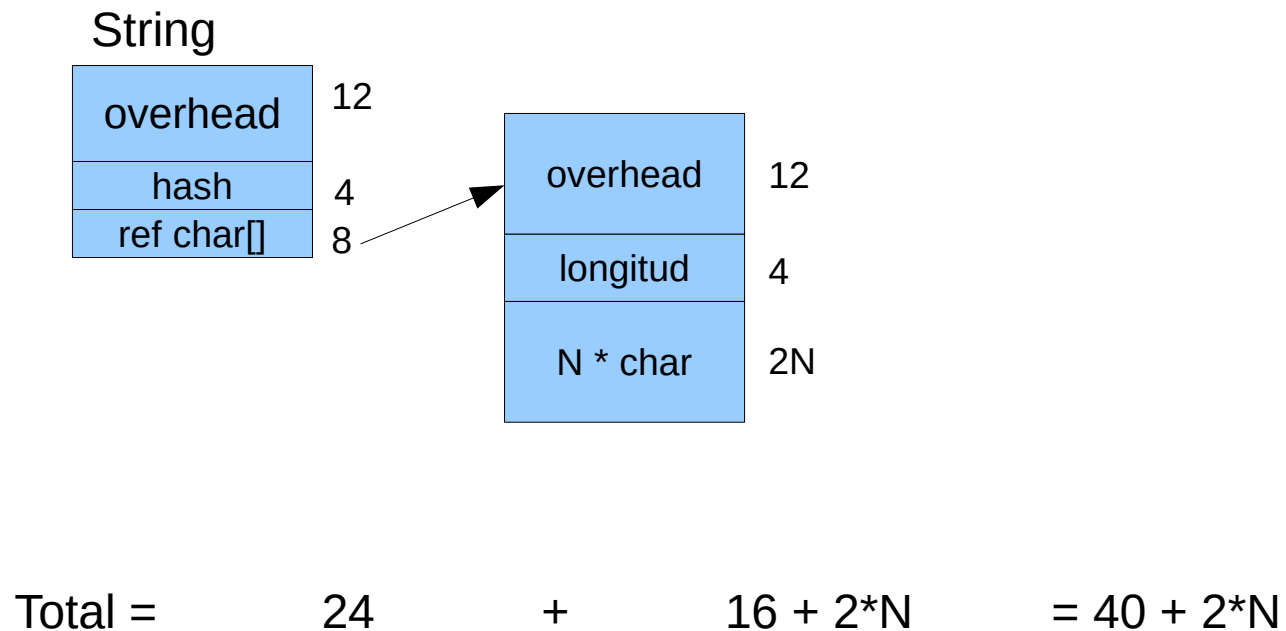 String
overhead 12
hash 4
ref char[] 8
overhead 12
longitud 4
N * char 2N
Total = 24 + 16 + 2*N = 40 + 2*N